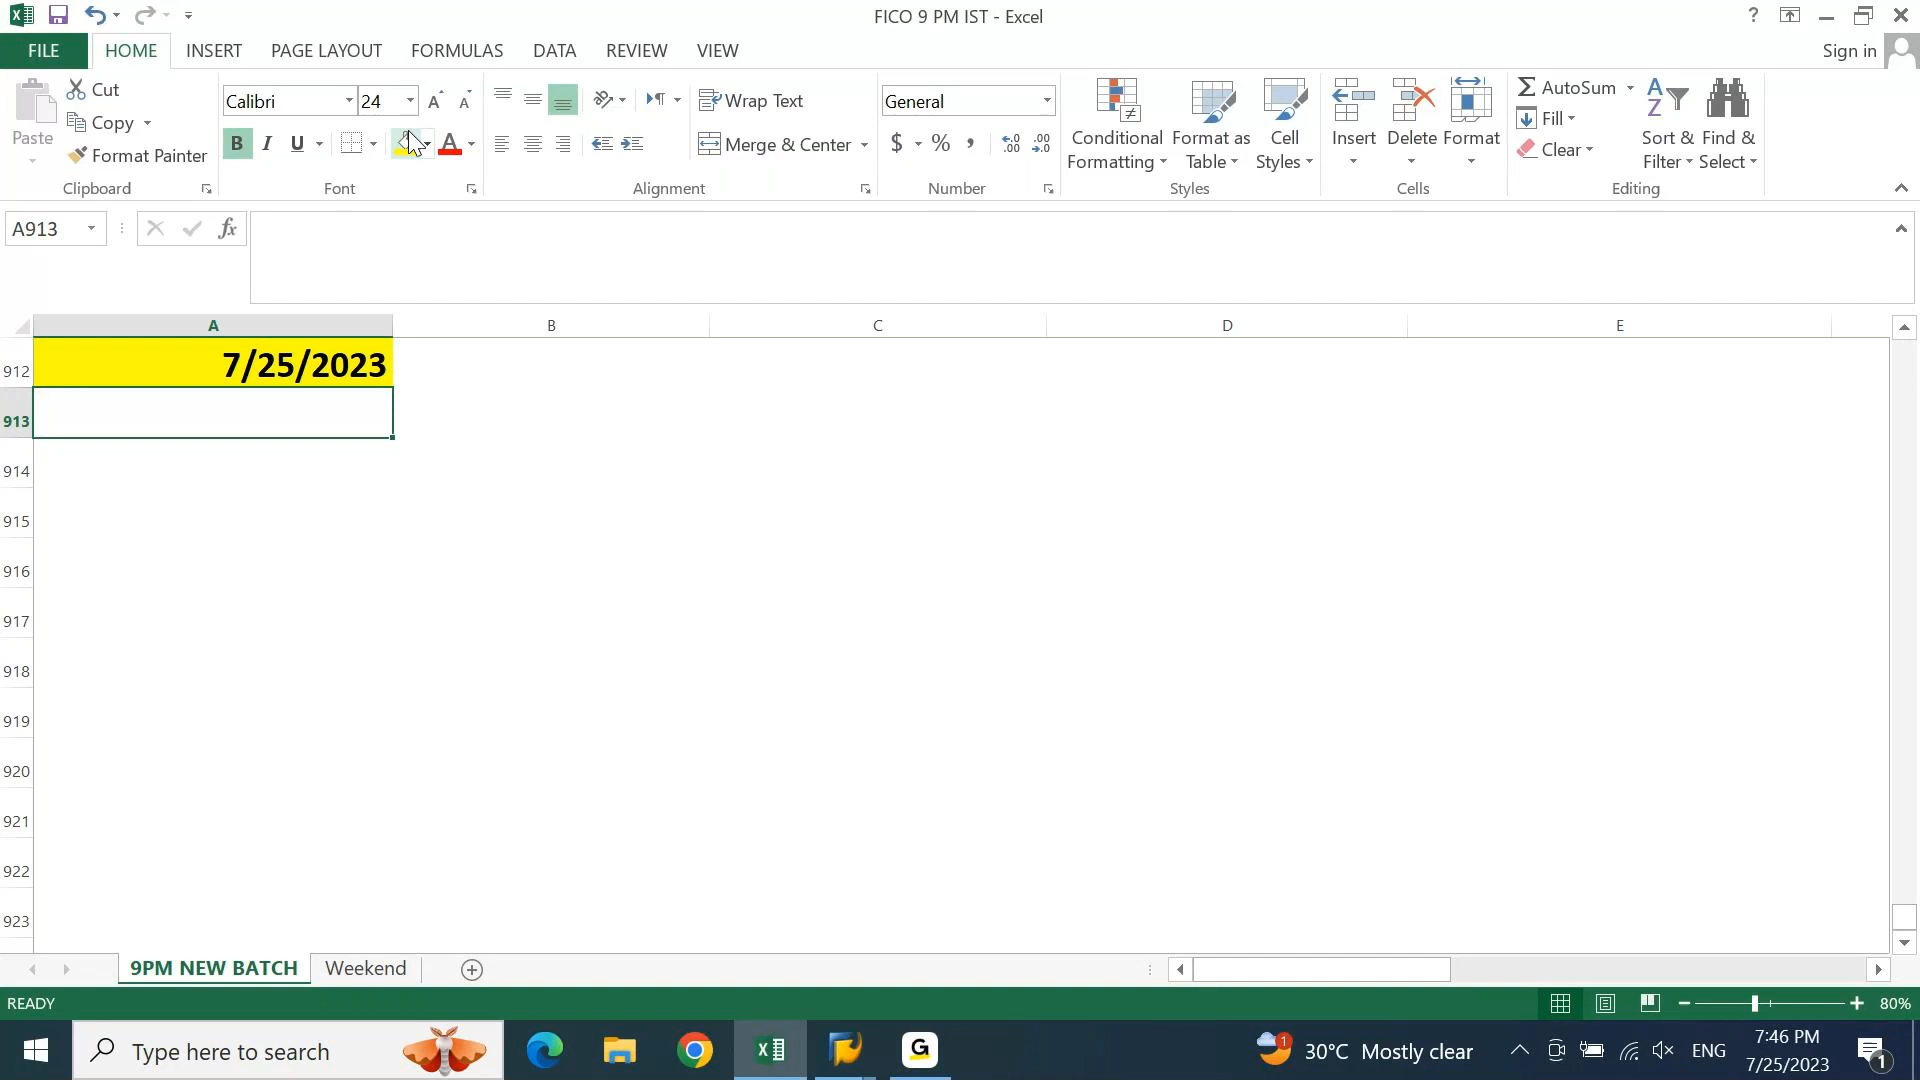 FICO 9 PM IST - Excel
?
FILE HOME INSERT PAGE LAYOUT FORMULAS DATA REVIEW VIEW Sign in
Paste
Cut
Copy
Format Painter
Clipboard
Calibri 24
B I U
Font
Wrap Text
Merge & Center
Alignment
General
$ % ,
Number
Conditional Formatting
Format as Table
Cell Styles
Styles
Insert Delete Format
Cells
AutoSum
Fill
Clear
Sort & Filter
Find & Select
Editing
A913 fx
A B C D E
912 7/25/2023
913
914
915
916
917
918
919
920
921
922
923
9PM NEW BATCH Weekend
READY 80%
Type here to search 30°C Mostly clear ENG 7:46 PM
7/25/2023